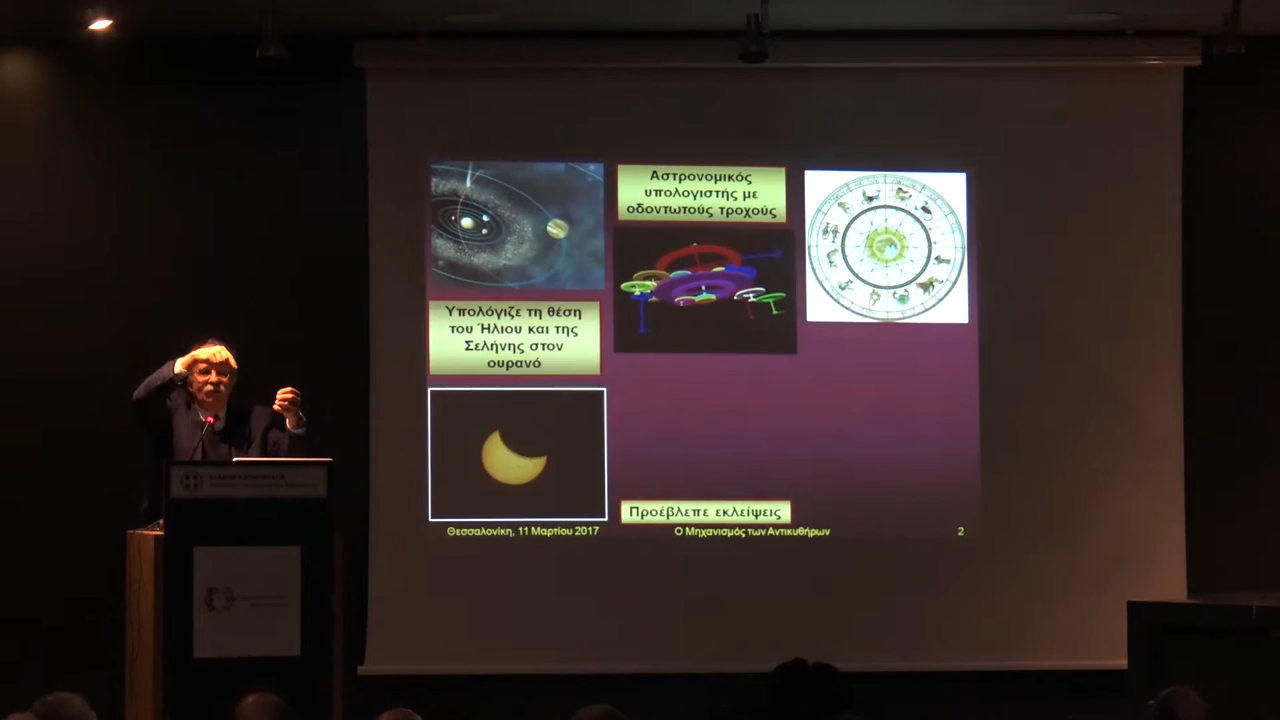 Αστρονομικός
υπολογιστής με
οδοντωτούς τροχούς
Υπολόγιζε τη θέση
του Ήλιου και της
Σελήνης στον
ουρανό
Προέβλεπε εκλείψεις
Θεσσαλονίκη, 11 Μαρτίου 2017
Ο Μηχανισμός των Αντικυθήρων
2